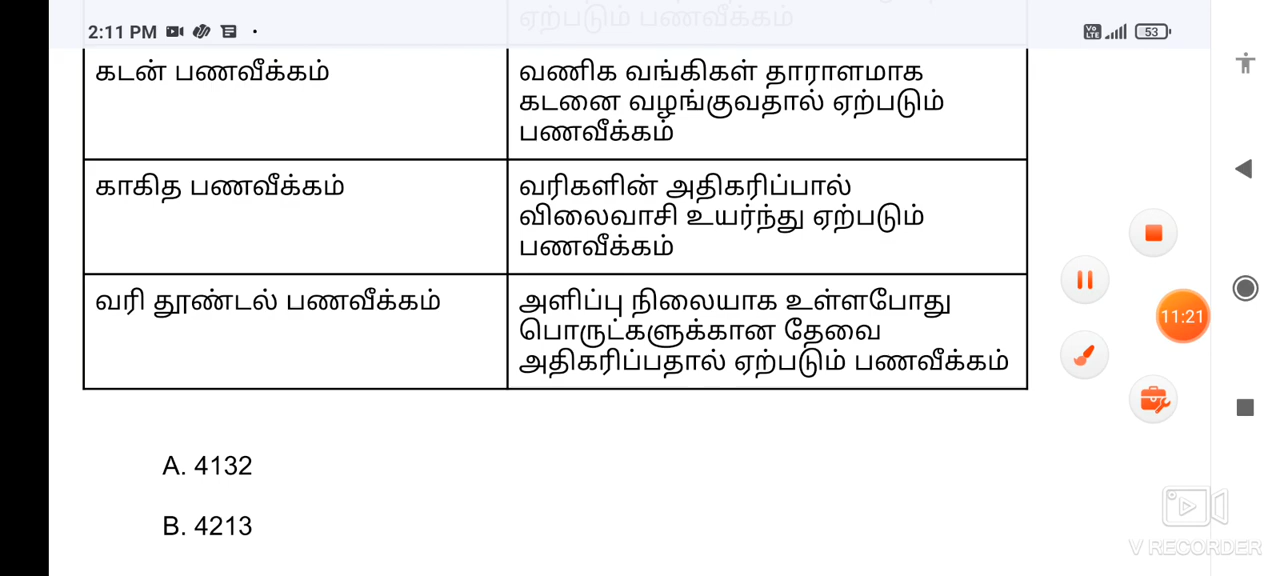 ஏற்படும் பணவீக்கம்
2:11 PM
53
கடன் பணவீக்கம்
வணிக வங்கிகள் தாராளமாக
கடனை வழங்குவதால் ஏற்படும்
பணவீக்கம்
காகித பணவீக்கம்
வரிகளின் அதிகரிப்பால்
விலைவாசி உயர்ந்து ஏற்படும்
பணவீக்கம்
வரி தூண்டல் பணவீக்கம்
அளிப்பு நிலையாக உள்ளபோது
பொருட்களுக்கான தேவை
அதிகரிப்பதால் ஏற்படும் பணவீக்கம்
11:21
A. 4132
B. 4213
V RECORDER